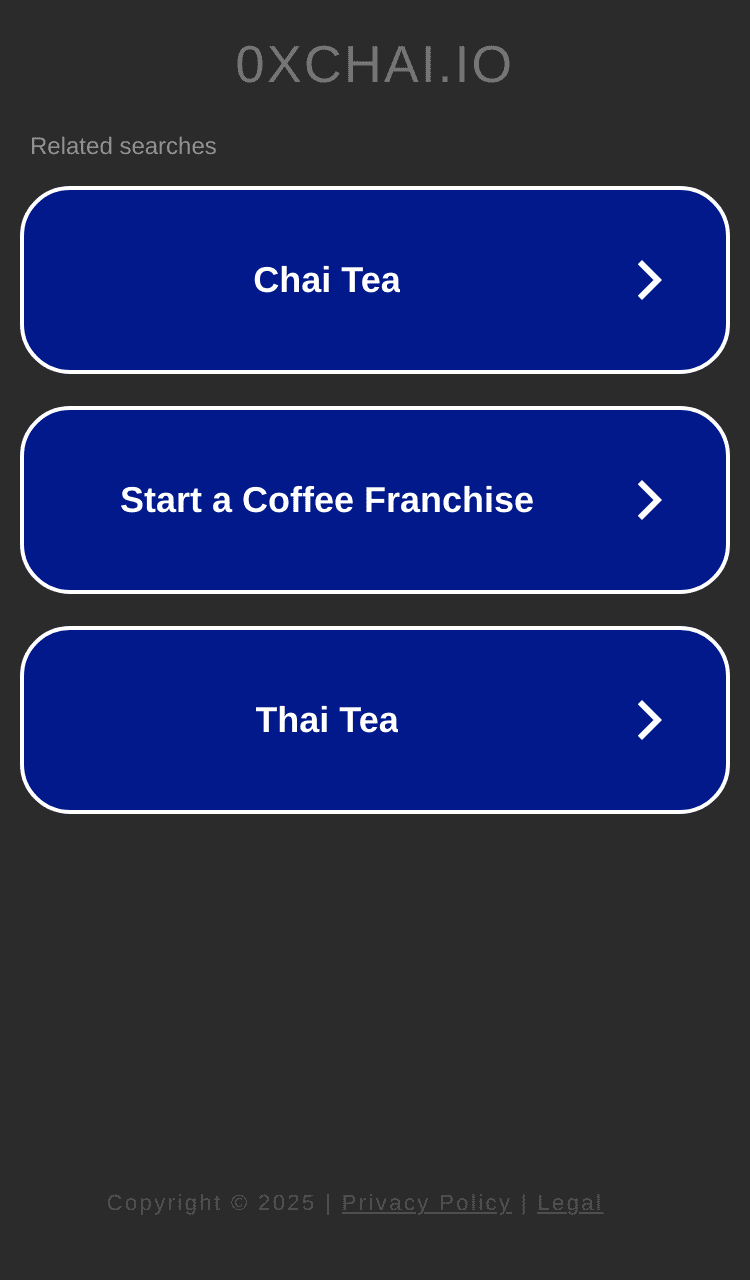 0XCHAI.IO
Related searches
Chai Tea
Start a Coffee Franchise
Thai Tea
Copyright © 2025 | Privacy Policy | Legal